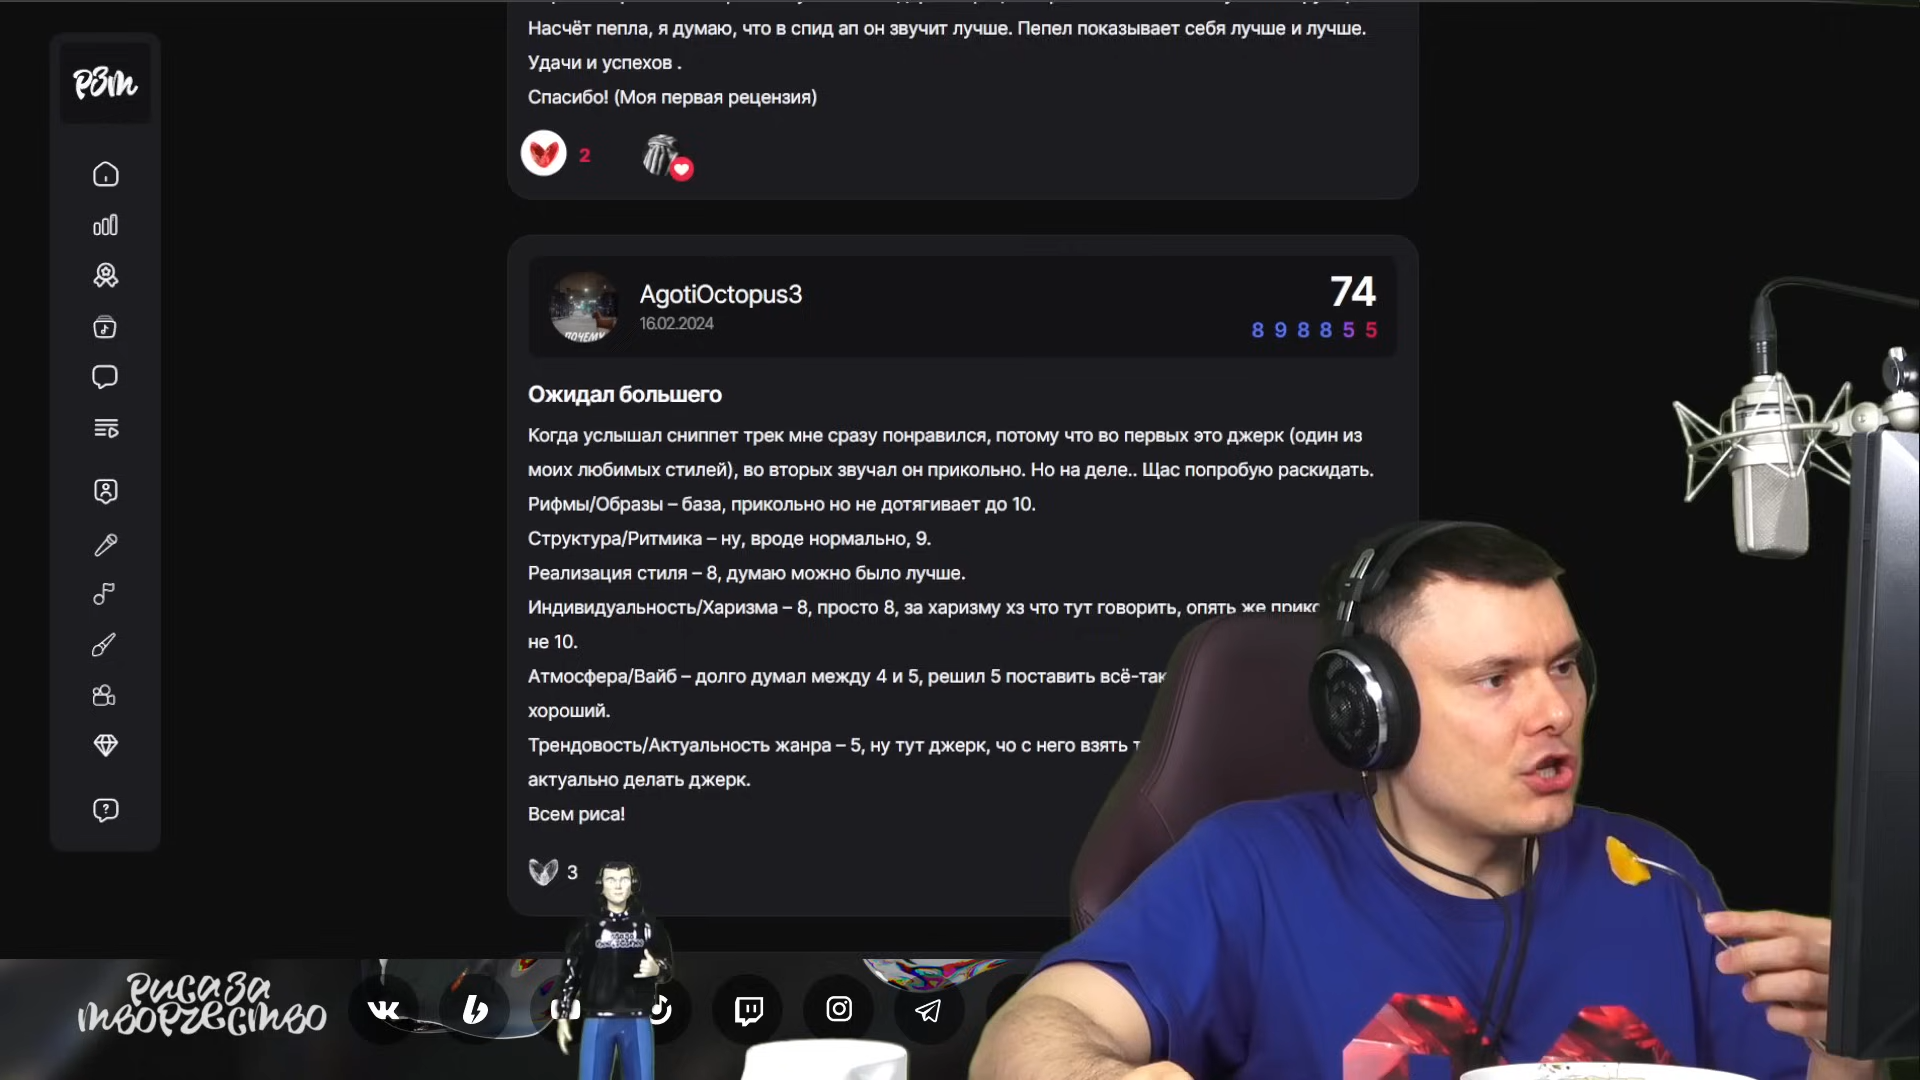 Насчёт пепла, я думаю, что в спид ап он звучит лучше. Пепел показывает себя лучше и лучше.
Удачи и успехов .
Спасибо! (Моя первая рецензия)
РЗТ
2
AgotiOctopus3
16.02.2024
ПОЧЕМУ
74
8 9 8 8 5 5
Ожидал большего
Когда услышал сниппет трек мне сразу понравился, потому что во первых это джерк (один из
моих любимых стилей), во вторых звучал он прикольно. Но на деле.. Щас попробую раскидать.
Рифмы/Образы – база, прикольно но не дотягивает до 10.
Структура/Ритмика – ну, вроде нормально, 9.
Реализация стиля – 8, думаю можно было лучше.
Индивидуальность/Харизма – 8, просто 8, за харизму хз что тут говорить, опять же
не 10.
Атмосфера/Вайб – долго думал между 4 и 5, решил 5 поставить
хороший.
Трендовость/Актуальность жанра – 5, ну тут джерк, чо с него взять
актуально делать джерк.
Всем риса!
3
Риса За
Творчество